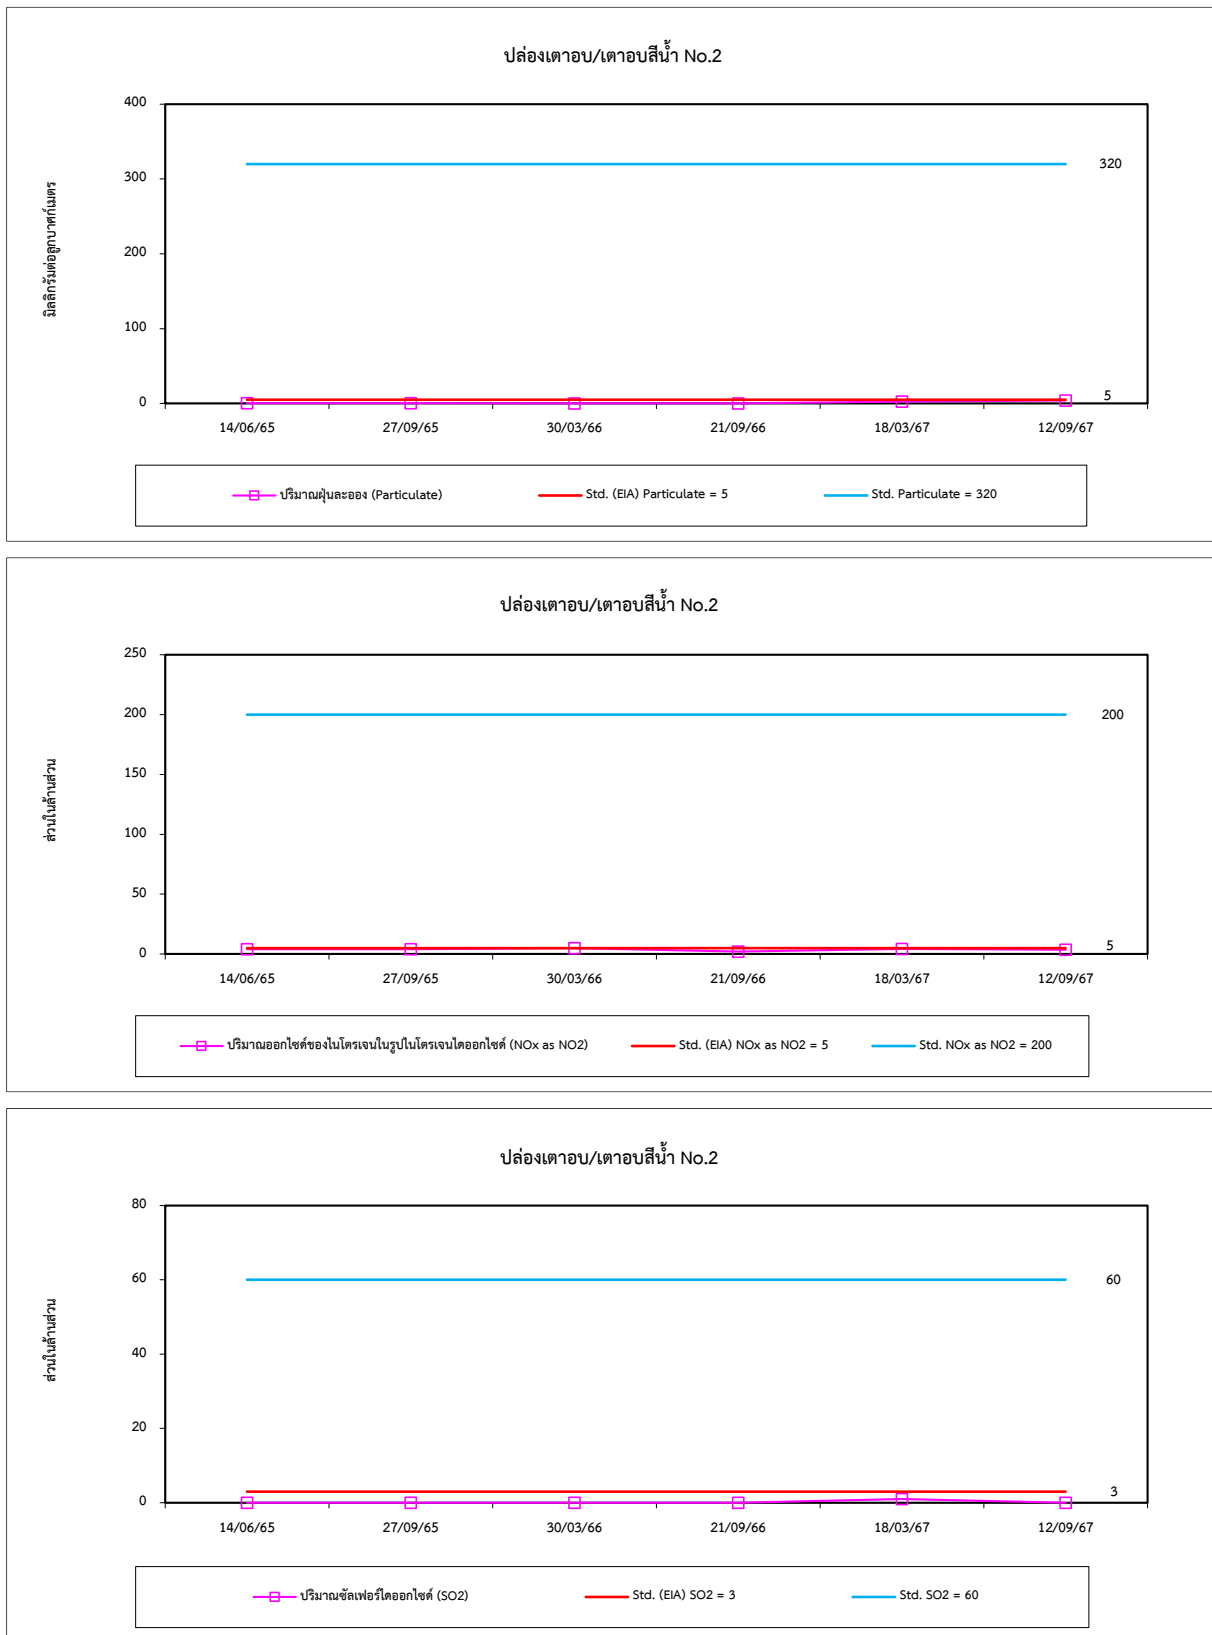 ปล่องเตาอบ/เตาอบสีน้ำ No.2
มิลลิกรัมต่อลูกบาศก์เมตร
400
300
200
100
0
320
5
14/06/65 27/09/65 30/03/66 21/09/66 18/03/67 12/09/67
ปริมาณฝุ่นละออง (Particulate) Std. (EIA) Particulate = 5 Std. Particulate = 320
ปล่องเตาอบ/เตาอบสีน้ำ No.2
ส่วนในล้านส่วน
250
200
150
100
50
0
200
5
14/06/65 27/09/65 30/03/66 21/09/66 18/03/67 12/09/67
ปริมาณออกไซด์ของไนโตรเจนในรูปไนโตรเจนไดออกไซด์ (NOx as NO2) Std. (EIA) NOx as NO2 = 5 Std. NOx as NO2 = 200
ปล่องเตาอบ/เตาอบสีน้ำ No.2
ส่วนในล้านส่วน
80
60
40
20
0
60
3
14/06/65 27/09/65 30/03/66 21/09/66 18/03/67 12/09/67
ปริมาณซัลเฟอร์ไดออกไซด์ (SO2) Std. (EIA) SO2 = 3 Std. SO2 = 60